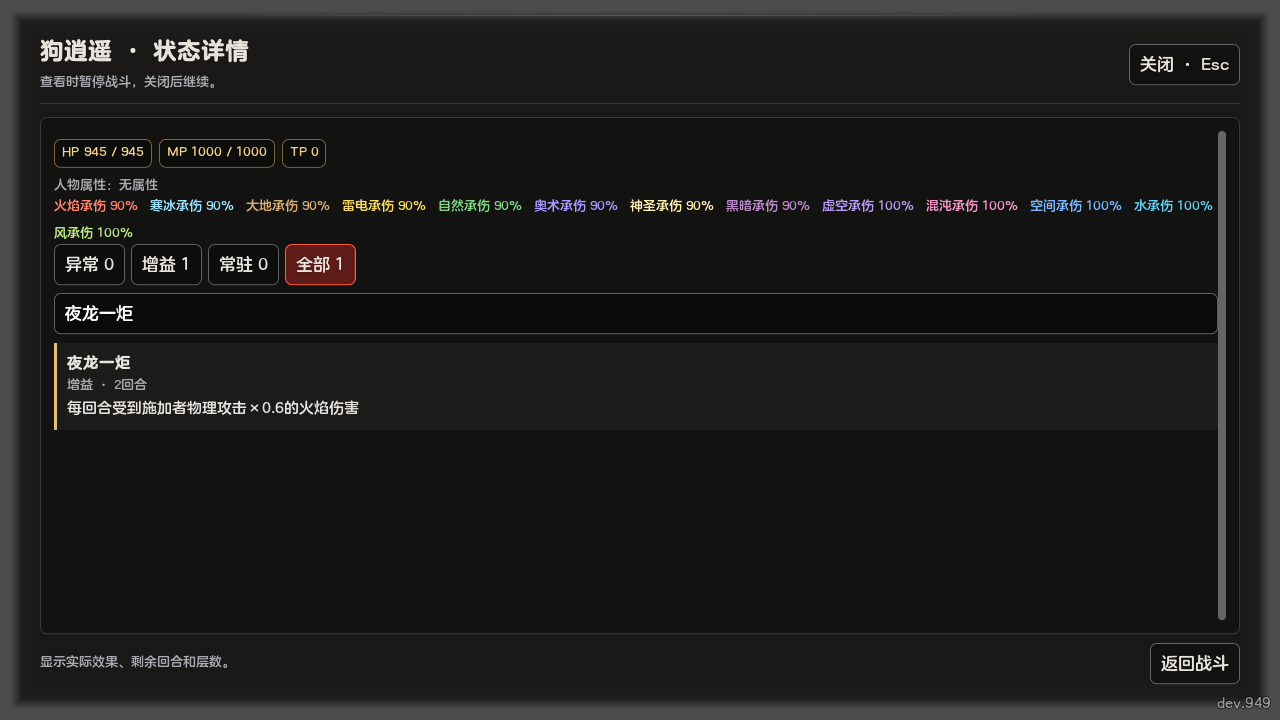 狗逍遥 · 状态详情
查看时暂停战斗，关闭后继续。
关闭 · Esc
HP 945 / 945 MP 1000 / 1000 TP 0
人物属性：无属性
火焰承伤 90% 寒冰承伤 90% 大地承伤 90% 雷电承伤 90% 自然承伤 90% 奥术承伤 90% 神圣承伤 90% 黑暗承伤 90% 虚空承伤 100% 混沌承伤 100% 空间承伤 100% 水承伤 100%
风承伤 100%
异常 0 增益 1 常驻 0 全部 1
夜龙一炬
夜龙一炬
增益 · 2回合
每回合受到施加者物理攻击×0.6的火焰伤害
显示实际效果、剩余回合和层数。
返回战斗
dev.949